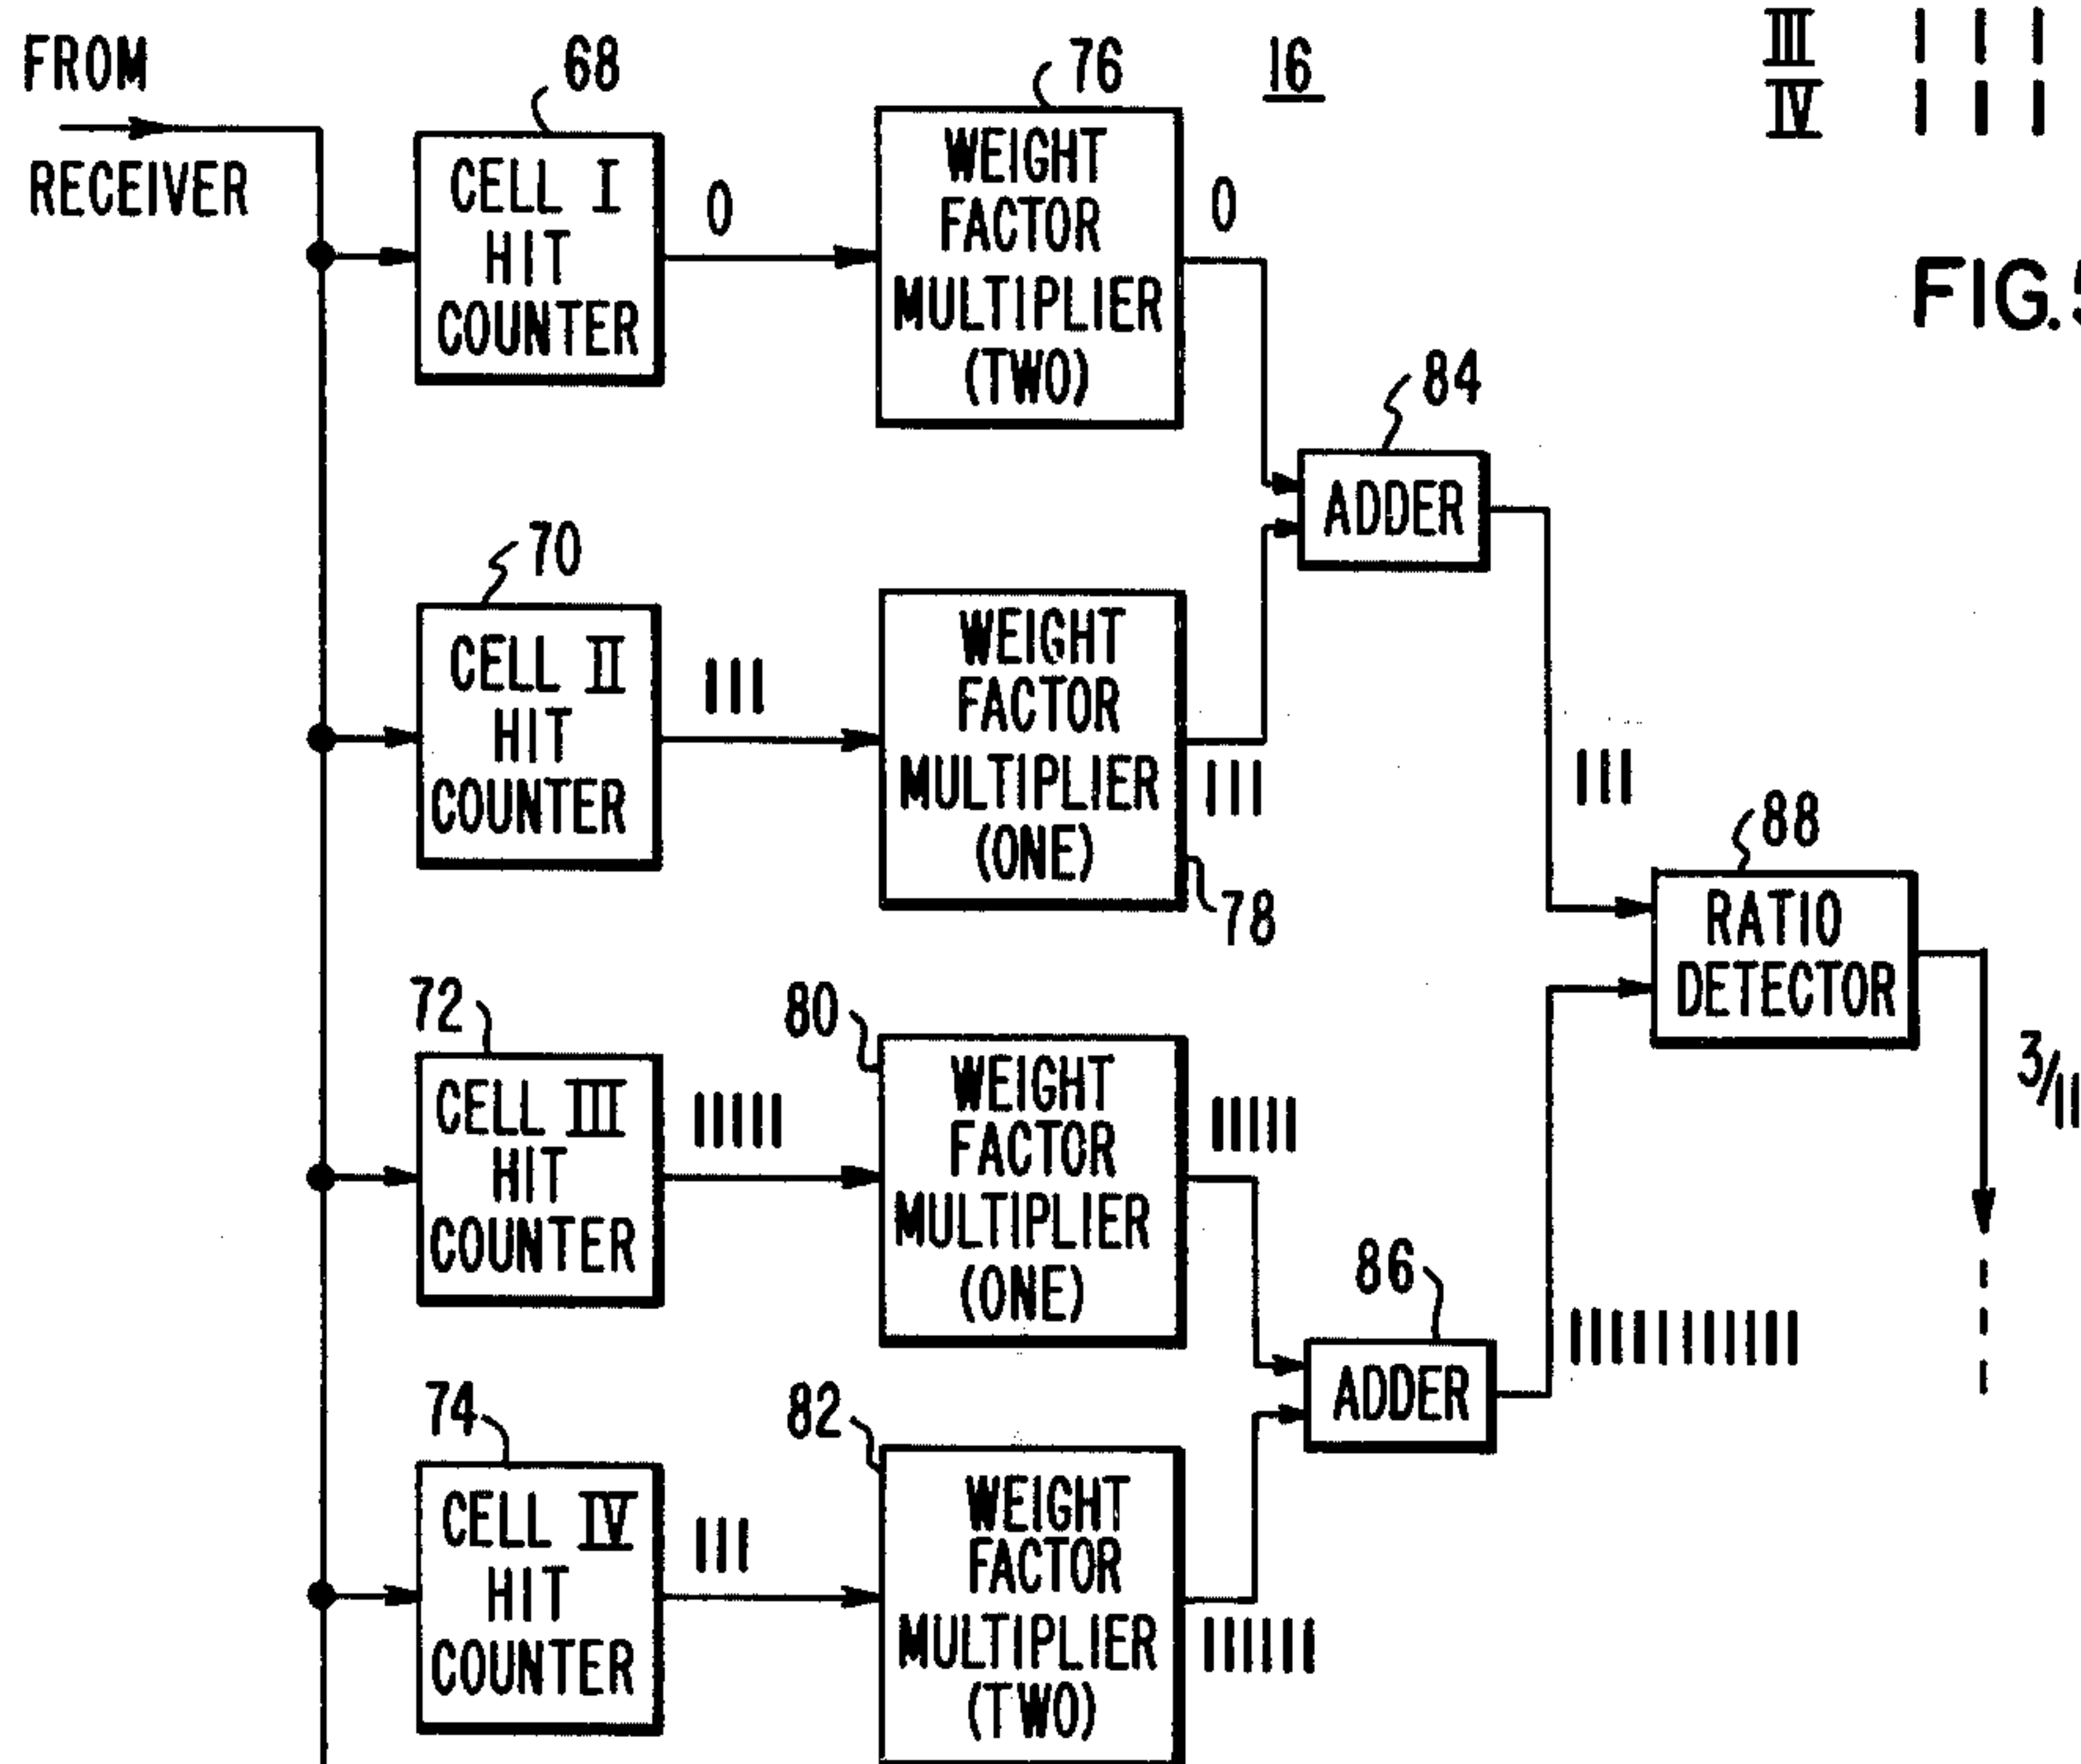 FROM
RECEIVER
68
CELL I
HIT
COUNTER
0
76
WEIGHT
FACTOR
MULTIPLIER
(TWO)
0
16
III | | |
IV | | |
FIG.
84
ADDER
70
CELL II
HIT
COUNTER
|||
WEIGHT
FACTOR
MULTIPLIER
(ONE)
|||
78
|||
88
RATIO
DETECTOR
3/11
72
CELL III
HIT
COUNTER
|||||
80
WEIGHT
FACTOR
MULTIPLIER
(ONE)
|||||
86
ADDER
|||||||||||
74
CELL IV
HIT
COUNTER
|||
82
WEIGHT
FACTOR
MULTIPLIER
(TWO)
||||||